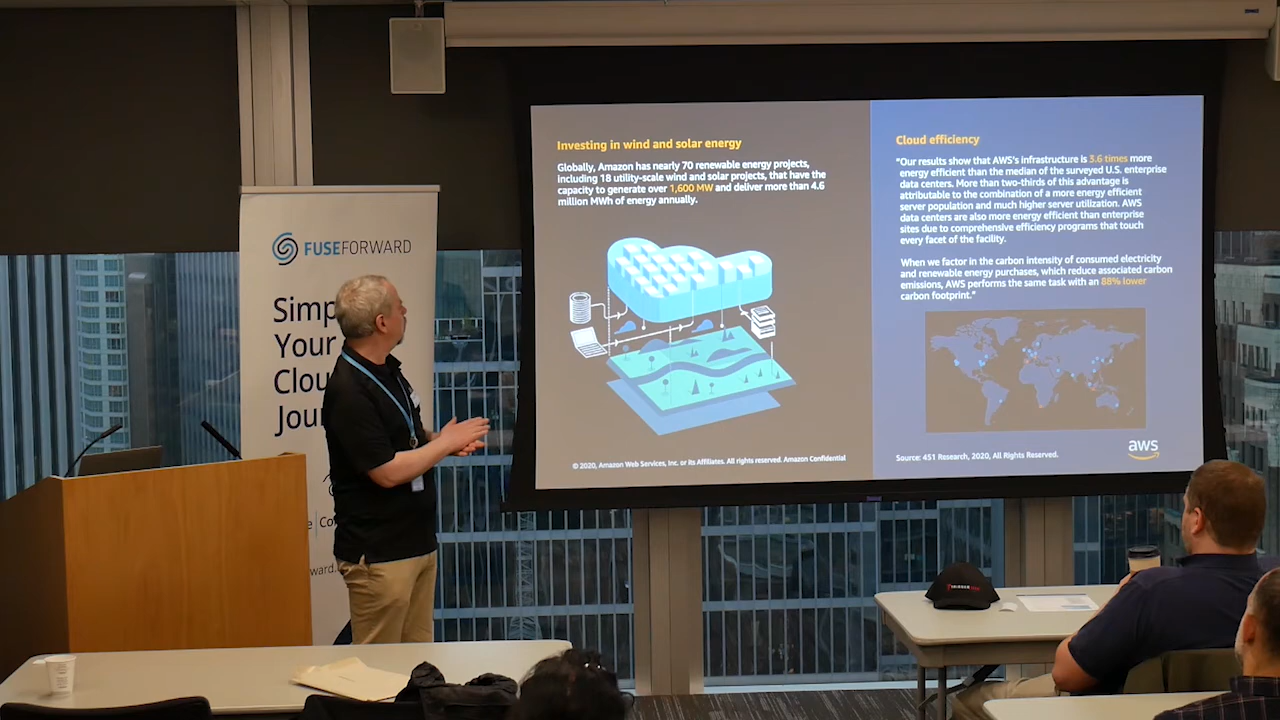 FUSEFORWARD
Simp
Your
Clou
Jour
e | Co
ward.
Investing in wind and solar energy
Globally, Amazon has nearly 70 renewable energy projects,
including 18 utility-scale wind and solar projects, that have the
capacity to generate over 1,600 MW and deliver more than 4.6
million MWh of energy annually.
© 2020, Amazon Web Services, Inc. or its Affiliates. All rights reserved. Amazon Confidential
Cloud efficiency
"Our results show that AWS's infrastructure is 3.6 times more
energy efficient than the median of the surveyed U.S. enterprise
data centers. More than two-thirds of this advantage is
attributable to the combination of a more energy efficient
server population and much higher server utilization. AWS
data centers are also more energy efficient than enterprise
sites due to comprehensive efficiency programs that touch
every facet of the facility.
When we factor in the carbon intensity of consumed electricity
and renewable energy purchases, which reduce associated carbon
emissions, AWS performs the same task with an 88% lower
carbon footprint."
Source: 451 Research, 2020, All Rights Reserved.
aws